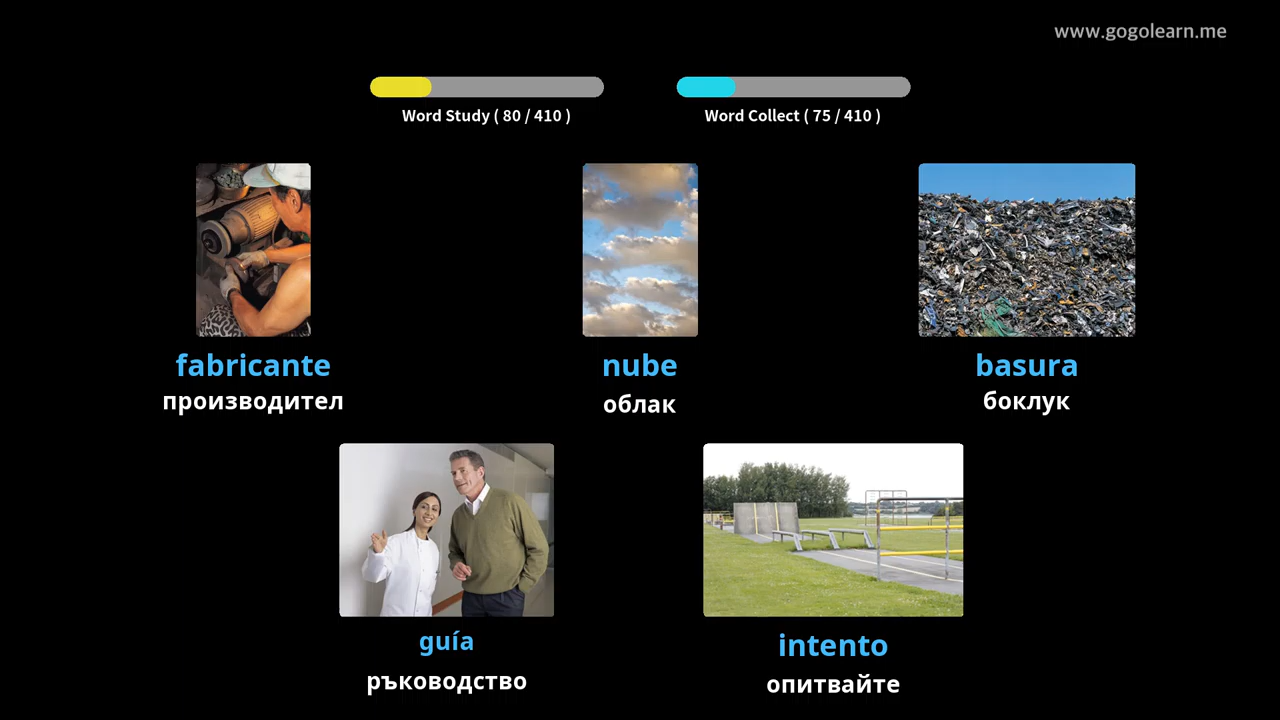 www.gogolearn.me
Word Study ( 80 / 410 )
Word Collect ( 75 / 410 )
fabricante
производител
nube
облак
basura
боклук
guía
ръководство
intento
опитвайте